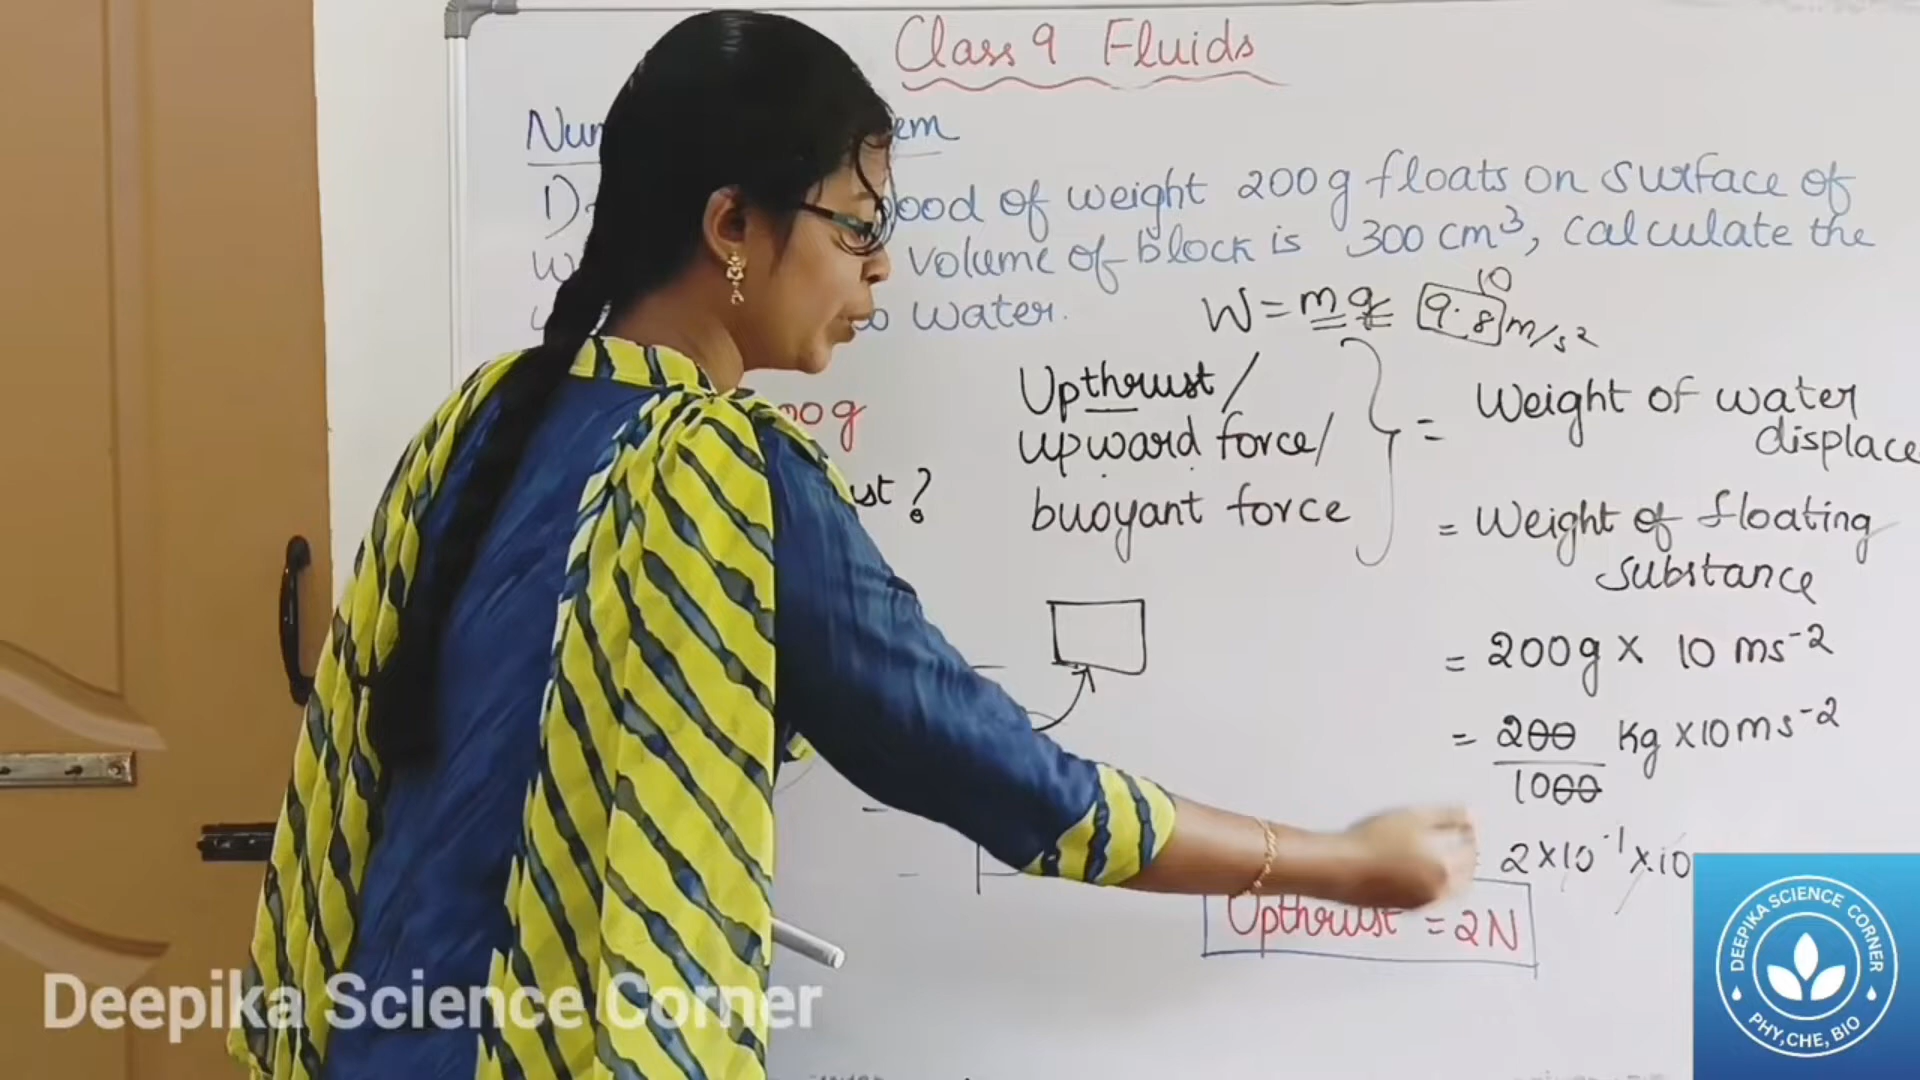 Class 9 Fluids
Num em
1) ood of weight 200g floats on surface of
volume of block is 300 cm³, calculate the
water.
W = mg 9.8 m/s² 10
00g
ust ?
Upthrust /
upward force/
buoyant force
= Weight of water
displace
= Weight of floating
substance
= 200g × 10 ms⁻²
= 200/1000 Kg × 10 ms⁻²
2 × 10⁻¹ × 10
Upthrust = 2N
Deepika Science Corner
DEEPIKA SCIENCE CORNER
PHY,CHE, BIO